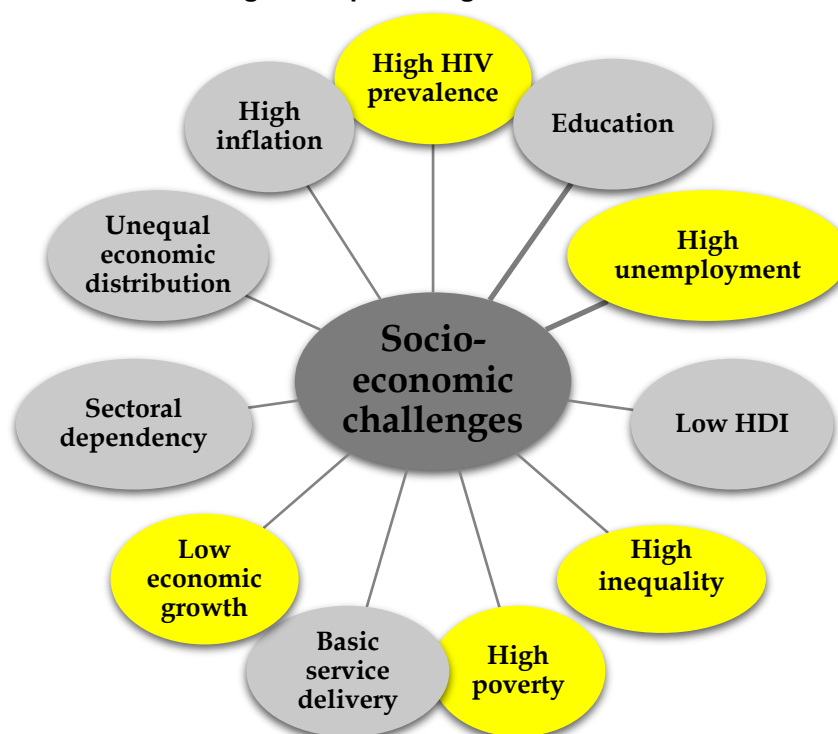 High HIV
prevalence
Education
High
unemployment
Low HDI
High
inequality
High
poverty
Basic
service
delivery
Low
economic
growth
Sectoral
dependency
Unequal
economic
distribution
High
inflation
Socio-
economic
challenges